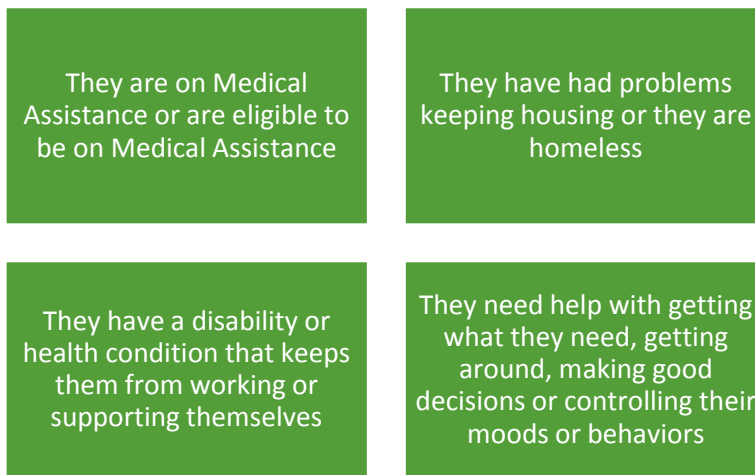 They are on Medical
Assistance or are eligible to
be on Medical Assistance
They have had problems
keeping housing or they are
homeless
They have a disability or
health condition that keeps
them from working or
supporting themselves
They need help with getting
what they need, getting
around, making good
decisions or controlling their
moods or behaviors